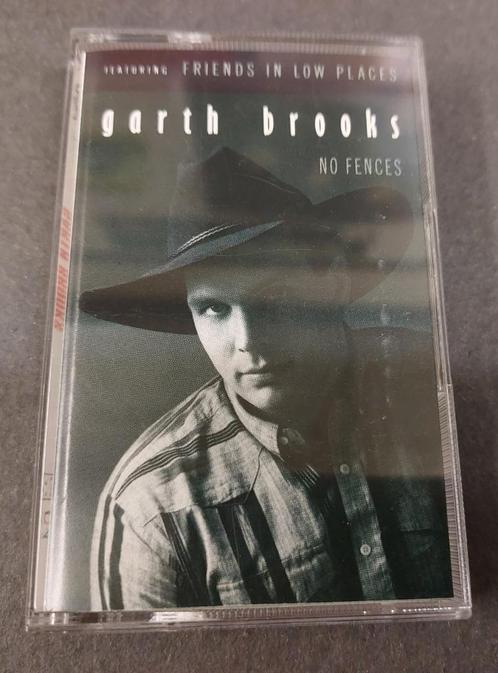 FEATURING FRIENDS IN LOW PLACES
garth brooks
NO FENCES
GARTH BROOKS